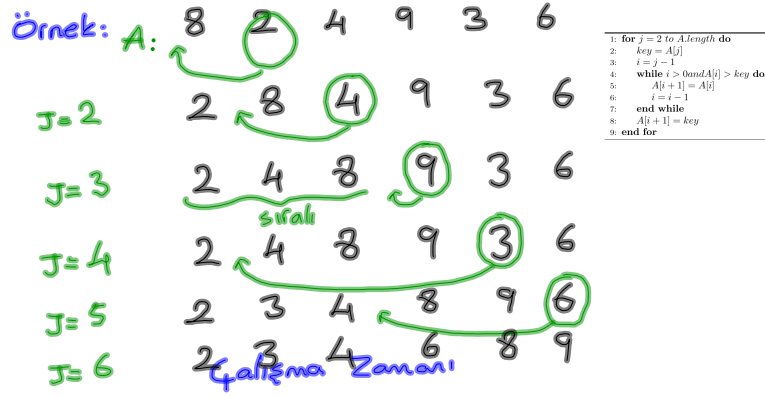 Örnek: A: 8 2 4 9 3 6
J=2 2 8 4 9 3 6
J=3 2 4 8 9 3 6
sıralı
J=4 2 4 8 9 3 6
J=5 2 3 4 8 9 6
J=6 2 3 4 6 8 9
Çalışma Zamanı
1: for j = 2 to A.length do
2: key = A[j]
3: i = j − 1
4: while i > 0andA[i] > key do
5: A[i + 1] = A[i]
6: i = i − 1
7: end while
8: A[i + 1] = key
9: end for